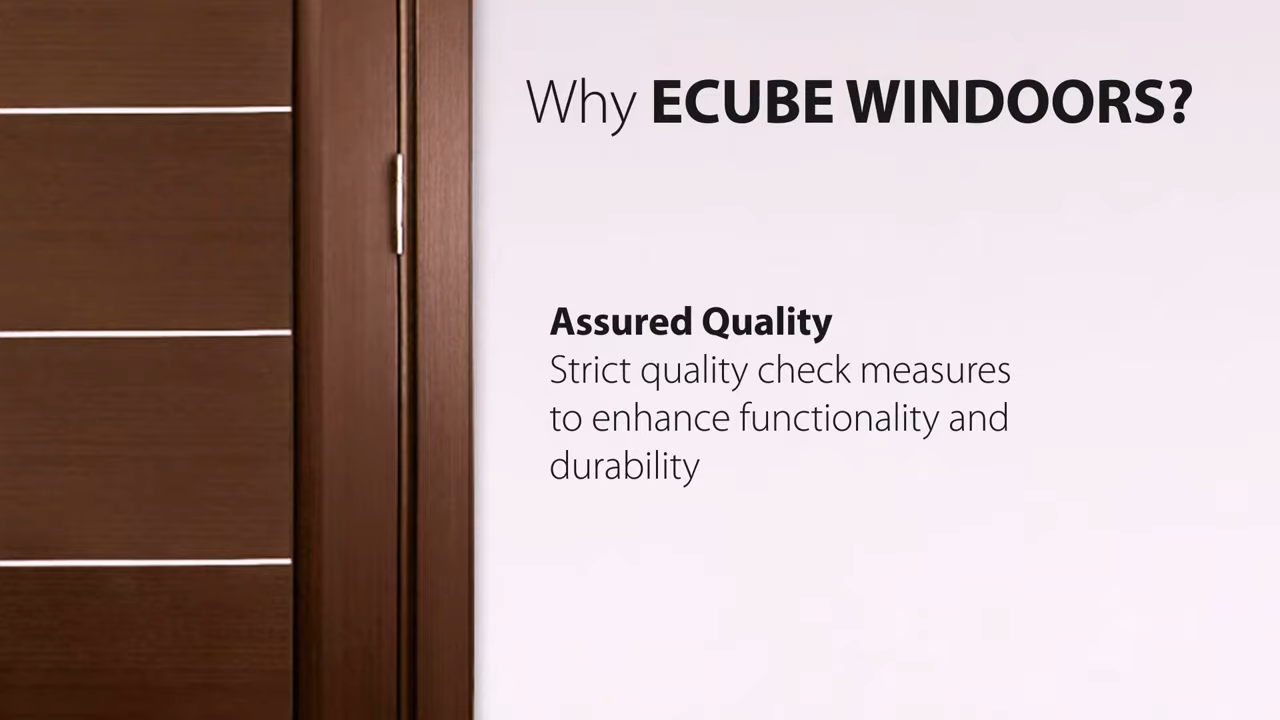 Why ECUBE WINDOORS?
Assured Quality
Strict quality check measures
to enhance functionality and
durability